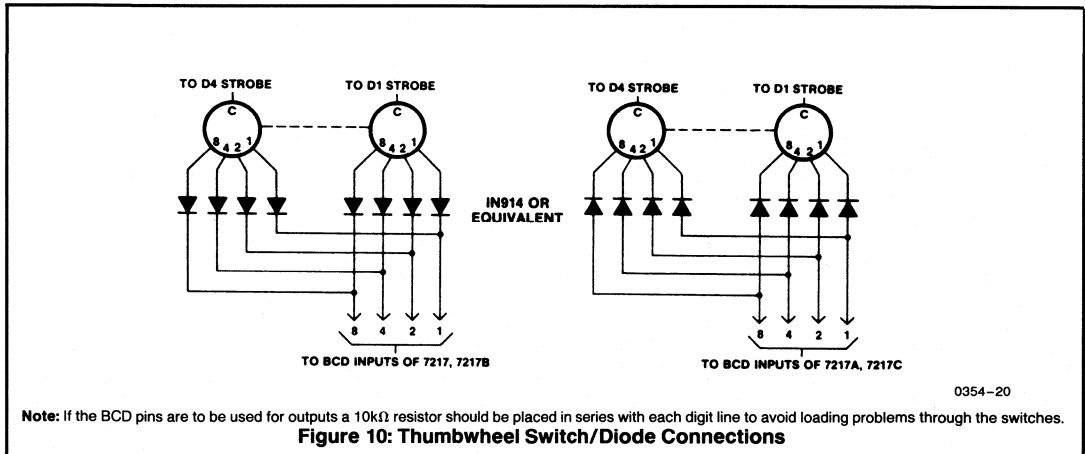 TO D4 STROBE TO D1 STROBE TO D4 STROBE TO D1 STROBE
C C C C
8 4 2 1 8 4 2 1 8 4 2 1 8 4 2 1
IN914 OR
EQUIVALENT
8 4 2 1 8 4 2 1
TO BCD INPUTS OF 7217, 7217B TO BCD INPUTS OF 7217A, 7217C
0354–20
Note: If the BCD pins are to be used for outputs a 10kΩ resistor should be placed in series with each digit line to avoid loading problems through the switches.
Figure 10: Thumbwheel Switch/Diode Connections